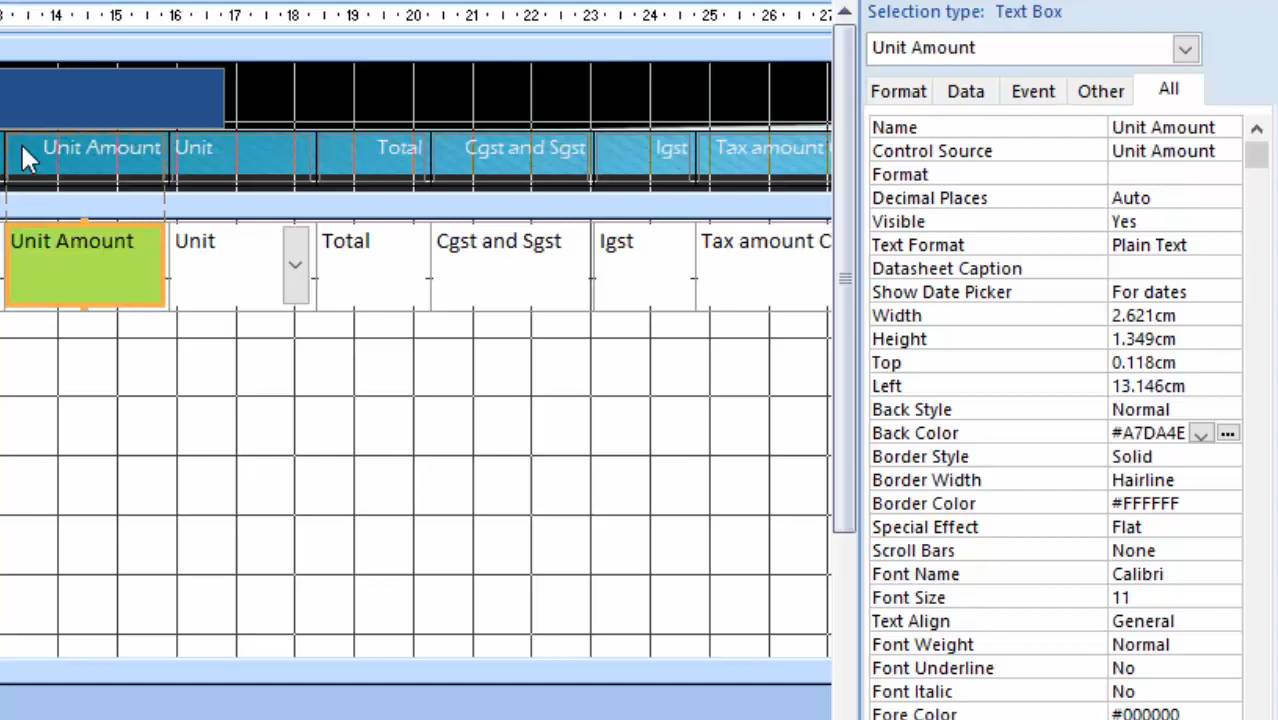 14 15 16 17 18 19 20 21 22 23 24 25 26 27
Selection type: Text Box
Unit Amount
Format Data Event Other All
Name Unit Amount
Control Source Unit Amount
Format
Decimal Places Auto
Visible Yes
Text Format Plain Text
Datasheet Caption
Show Date Picker For dates
Width 2.621cm
Height 1.349cm
Top 0.118cm
Left 13.146cm
Back Style Normal
Back Color #A7DA4E
Border Style Solid
Border Width Hairline
Border Color #FFFFFF
Special Effect Flat
Scroll Bars None
Font Name Calibri
Font Size 11
Text Align General
Font Weight Normal
Font Underline No
Font Italic No
Fore Color #000000
Unit Amount Unit Total Cgst and Sgst Igst Tax amount
Unit Amount Unit Total Cgst and Sgst Igst Tax amount C